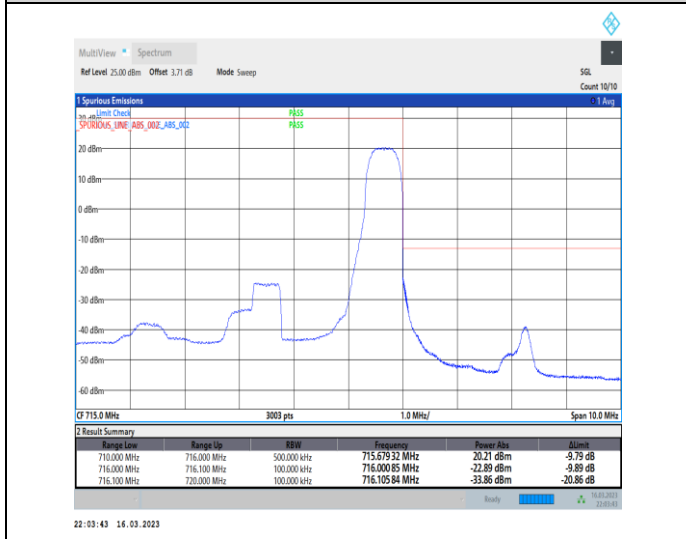 MultiView Spectrum
Ref Level 25.00 dBm Offset 3.71 dB Mode Sweep SGL
Count 10/10
1 Spurious Emissions 1 Avg
Limit Check PASS
_SPURIOUS_LINE_ABS_002 _ABS_002 PASS
20 dBm
10 dBm
0 dBm
-10 dBm
-20 dBm
-30 dBm
-40 dBm
-50 dBm
-60 dBm
CF 715.0 MHz 3003 pts 1.0 MHz/ Span 10.0 MHz
2 Result Summary
Range Low Range Up RBW Frequency Power Abs ΔLimit
710.000 MHz 716.000 MHz 500.000 kHz 715.67932 MHz 20.21 dBm -9.79 dB
716.000 MHz 716.100 MHz 100.000 kHz 716.00085 MHz -22.89 dBm -9.89 dB
716.100 MHz 720.000 MHz 100.000 kHz 716.10584 MHz -33.86 dBm -20.86 dB
Ready 16.03.2023
22:03:43
22:03:43 16.03.2023